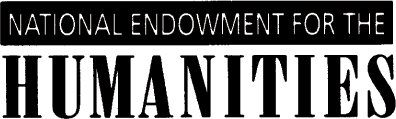 NATIONAL ENDOWMENT FOR THE
HUMANITIES